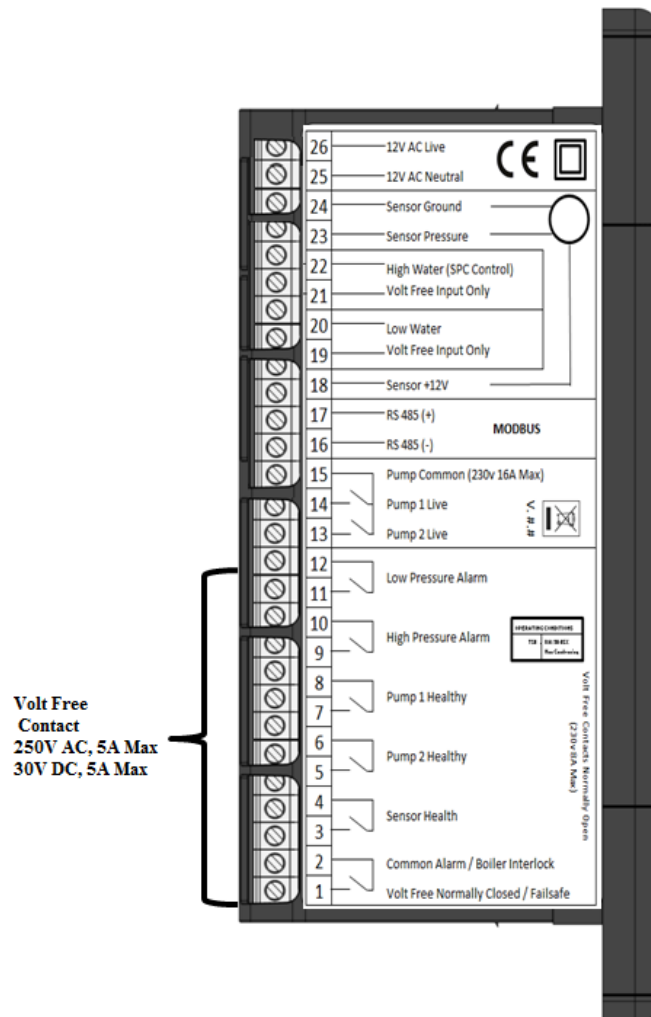 26 12V AC Live
25 12V AC Neutral
CE
24 Sensor Ground
23 Sensor Pressure
22 High Water (SPC Control)
21 Volt Free Input Only
20 Low Water
19 Volt Free Input Only
18 Sensor +12V
17 RS 485 (+)
MODBUS
16 RS 485 (-)
15 Pump Common (230v 16A Max)
14 Pump 1 Live
13 Pump 2 Live
V. #.#
12
11 Low Pressure Alarm
10
9 High Pressure Alarm
OPERATING CONDITIONS
8
7 Pump 1 Healthy
6
5 Pump 2 Healthy
4
3 Sensor Health
2 Common Alarm / Boiler Interlock
1 Volt Free Normally Closed / Failsafe
Volt Free Contacts Normally Open
(230v 8A Max)
Volt Free
Contact
250V AC, 5A Max
30V DC, 5A Max